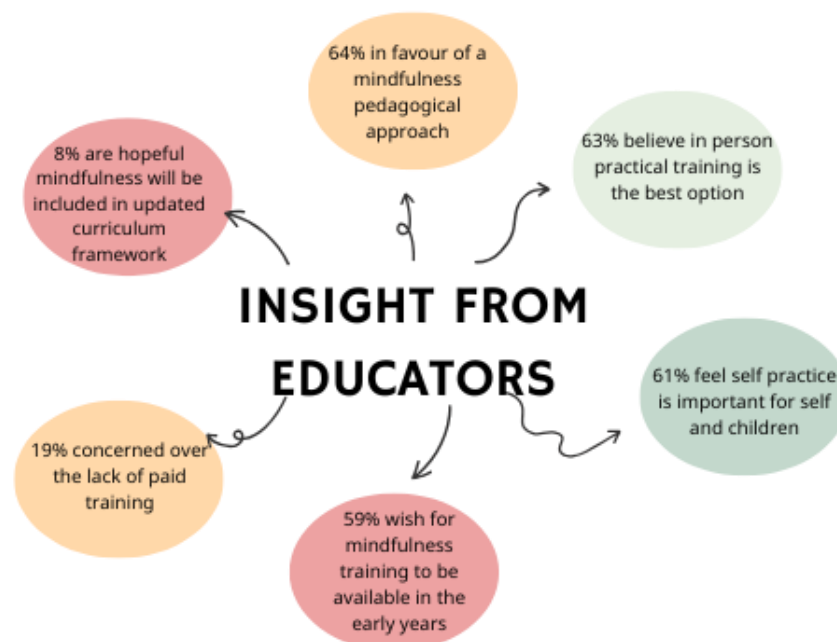 64% in favour of a
mindfulness
pedagogical
approach
63% believe in person
practical training is
the best option
8% are hopeful
mindfulness will be
included in updated
curriculum
framework
INSIGHT FROM
EDUCATORS
61% feel self practice
is important for self
and children
19% concerned over
the lack of paid
training
59% wish for
mindfulness
training to be
available in the
early years